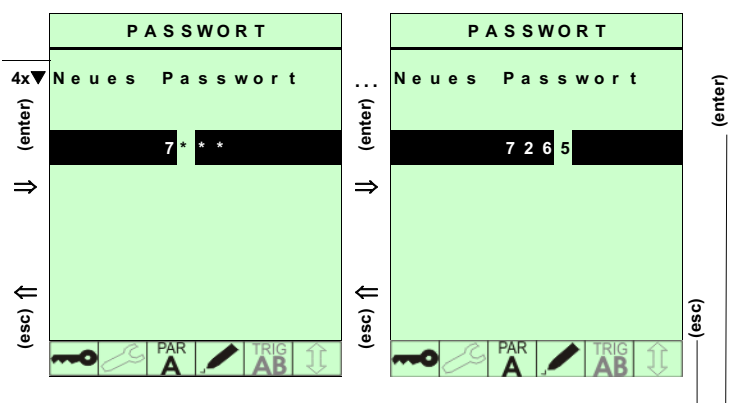 PASSWORT
4x▼
Neues Passwort
(enter)
7***
⇒
⇐
(esc)
PAR
A
TRIG
AB
...
(enter)
⇒
⇐
(esc)
PASSWORT
Neues Passwort
7265
PAR
A
TRIG
AB
(esc)
(enter)